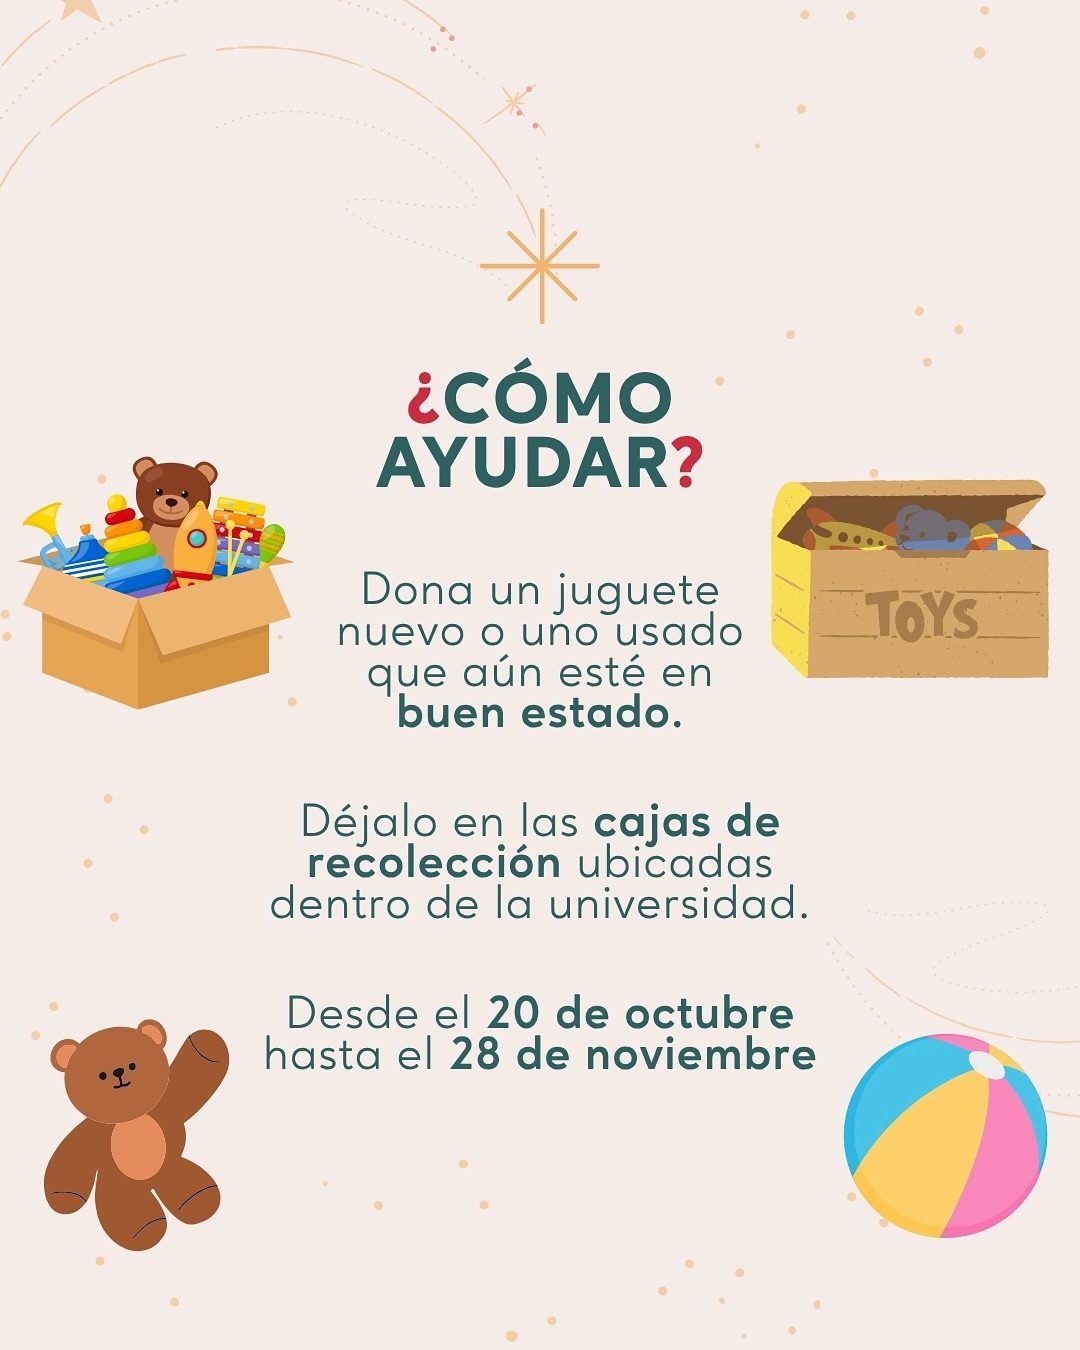 ¿CÓMO
AYUDAR?
TOYS
Dona un juguete
nuevo o uno usado
que aún esté en
buen estado.
Déjalo en las cajas de
recolección ubicadas
dentro de la universidad.
Desde el 20 de octubre
hasta el 28 de noviembre